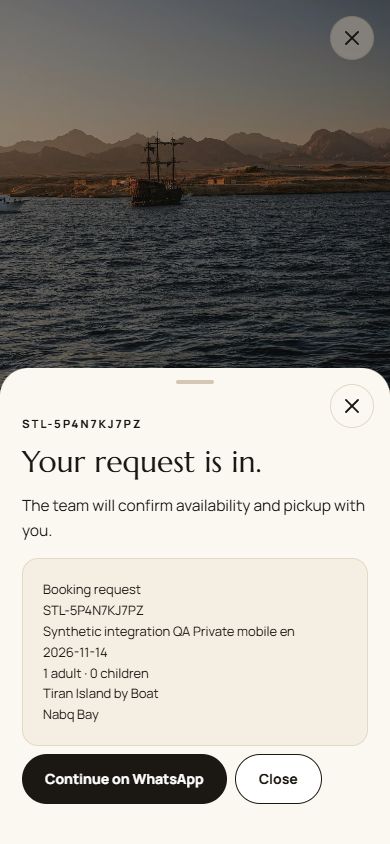 STL-5P4N7KJ7PZ
Your request is in.
The team will confirm availability and pickup with
you.
Booking request
STL-5P4N7KJ7PZ
Synthetic integration QA Private mobile en
2026-11-14
1 adult · 0 children
Tiran Island by Boat
Nabq Bay
Continue on WhatsApp
Close